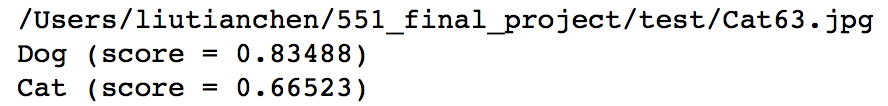 /Users/liutianchen/551_final_project/test/Cat63.jpg
Dog (score = 0.83488)
Cat (score = 0.66523)